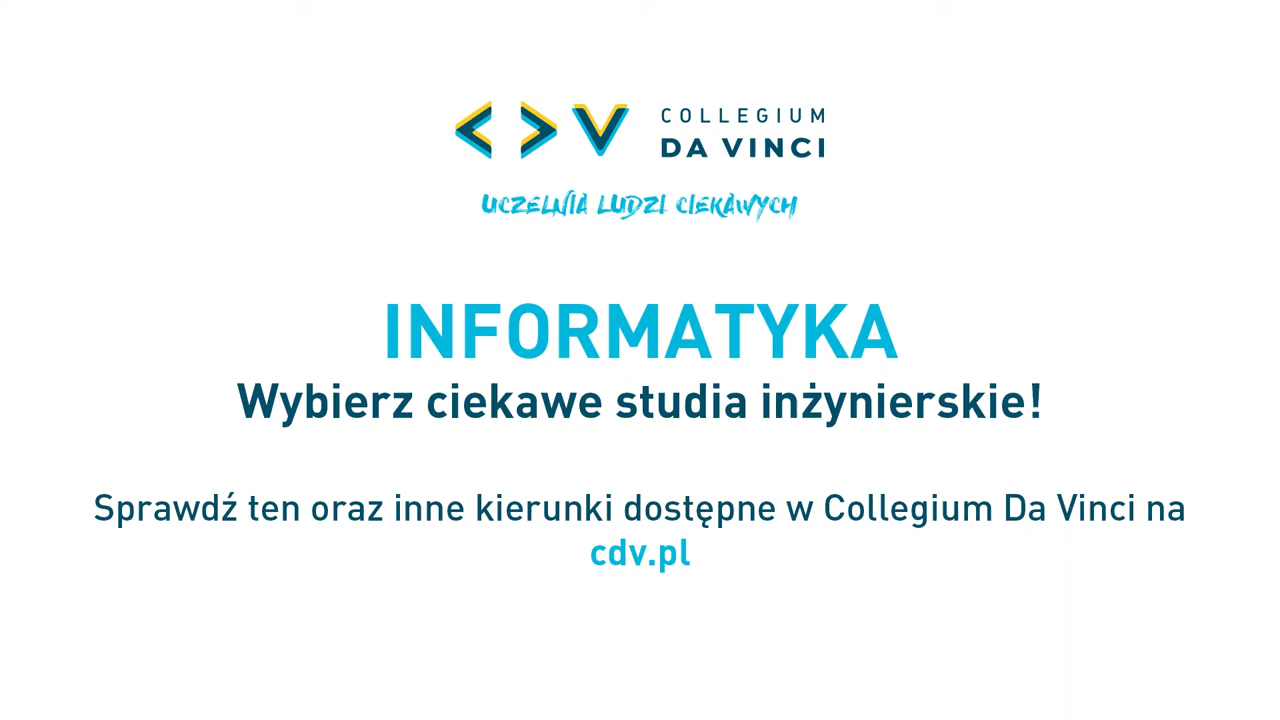 COLLEGIUM
DA VINCI
UCZELNIA LUDZI CIEKAWYCH
INFORMATYKA
Wybierz ciekawe studia inżynierskie!
Sprawdź ten oraz inne kierunki dostępne w Collegium Da Vinci na
cdv.pl